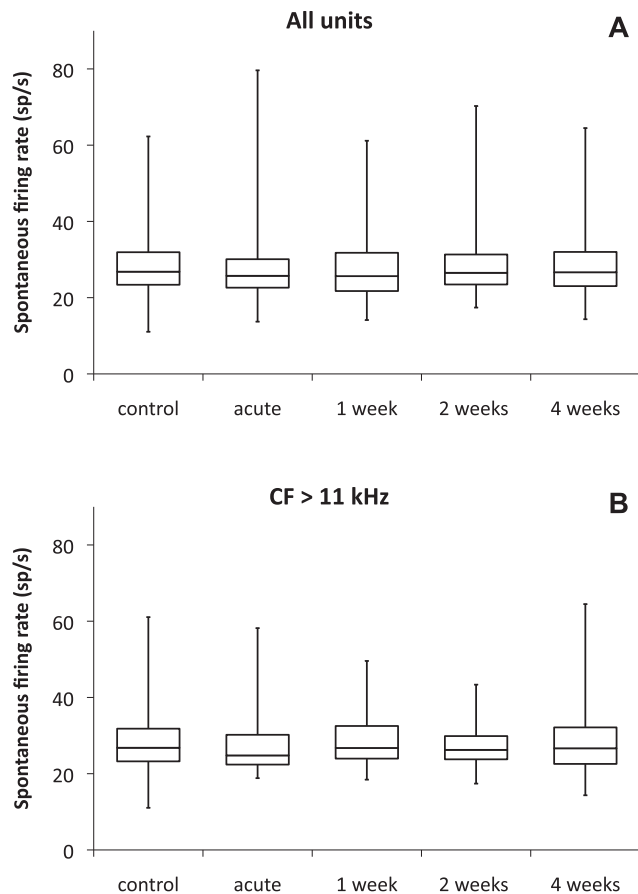 All units
A
Spontaneous firing rate (sp/s)
80
60
40
20
0
control acute 1 week 2 weeks 4 weeks
CF > 11 kHz
B
Spontaneous firing rate (sp/s)
80
60
40
20
0
control acute 1 week 2 weeks 4 weeks